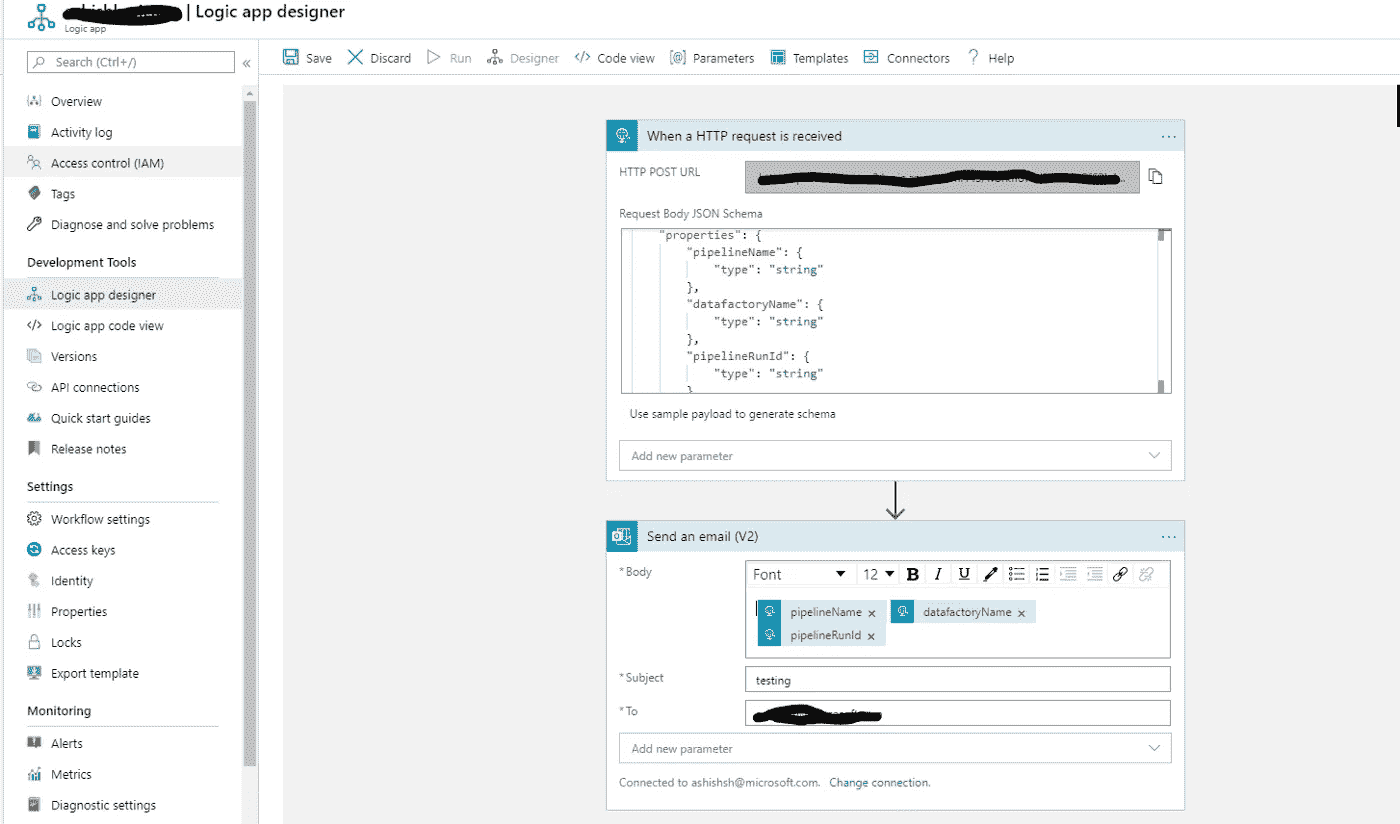 | Logic app designer
Logic app
Search (Ctrl+/)
«
Save
Discard
Run
Designer
Code view
Parameters
Templates
Connectors
? Help
Overview
Activity log
Access control (IAM)
Tags
Diagnose and solve problems
Development Tools
Logic app designer
</> Logic app code view
Versions
API connections
Quick start guides
Release notes
Settings
Workflow settings
Access keys
Identity
Properties
Locks
Export template
Monitoring
Alerts
Metrics
Diagnostic settings
When a HTTP request is received
...
HTTP POST URL
Request Body JSON Schema
"properties": {
"pipelineName": {
"type": "string"
},
"datafactoryName": {
"type": "string"
},
"pipelineRunId": {
"type": "string"
}
Use sample payload to generate schema
Add new parameter
Send an email (V2)
...
*Body
Font 12 B I U
pipelineName × datafactoryName ×
pipelineRunId ×
*Subject
testing
*To
Add new parameter
Connected to ashishsh@microsoft.com. Change connection.